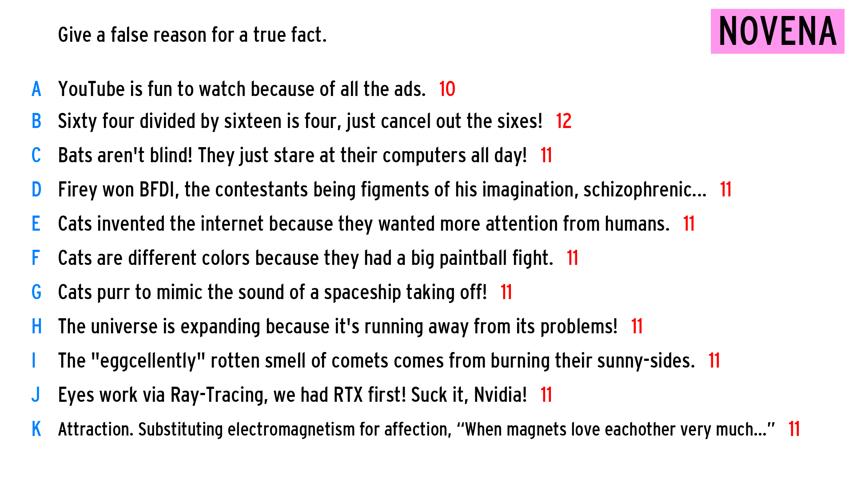 Give a false reason for a true fact.
NOVENA
A YouTube is fun to watch because of all the ads. 10
B Sixty four divided by sixteen is four, just cancel out the sixes! 12
C Bats aren't blind! They just stare at their computers all day! 11
D Firey won BFDI, the contestants being figments of his imagination, schizophrenic... 11
E Cats invented the internet because they wanted more attention from humans. 11
F Cats are different colors because they had a big paintball fight. 11
G Cats purr to mimic the sound of a spaceship taking off! 11
H The universe is expanding because it's running away from its problems! 11
I The "eggcellently" rotten smell of comets comes from burning their sunny-sides. 11
J Eyes work via Ray-Tracing, we had RTX first! Suck it, Nvidia! 11
K Attraction. Substituting electromagnetism for affection, “When magnets love eachother very much...” 11